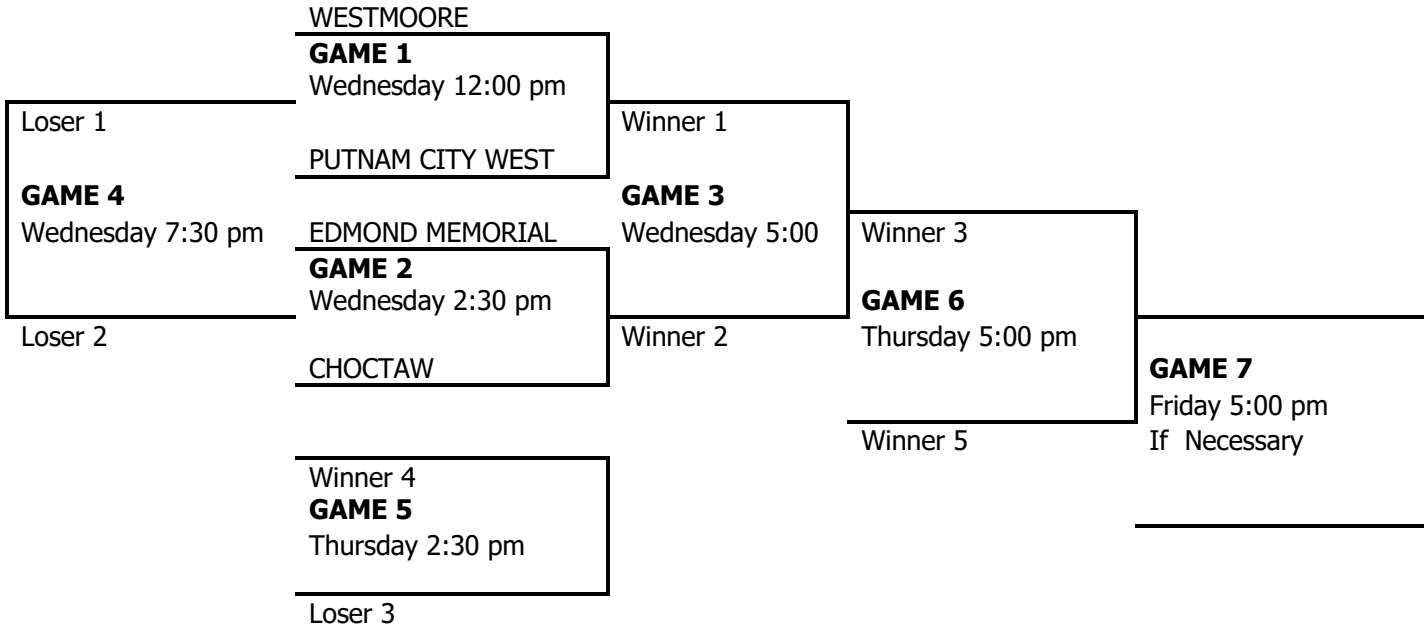 WESTMOORE
GAME 1
Wednesday 12:00 pm
Loser 1
Winner 1
PUTNAM CITY WEST
GAME 4
GAME 3
Wednesday 7:30 pm
EDMOND MEMORIAL
Wednesday 5:00
Winner 3
GAME 2
Wednesday 2:30 pm
GAME 6
Loser 2
Winner 2
Thursday 5:00 pm
CHOCTAW
GAME 7
Friday 5:00 pm
Winner 5
If Necessary
Winner 4
GAME 5
Thursday 2:30 pm
Loser 3